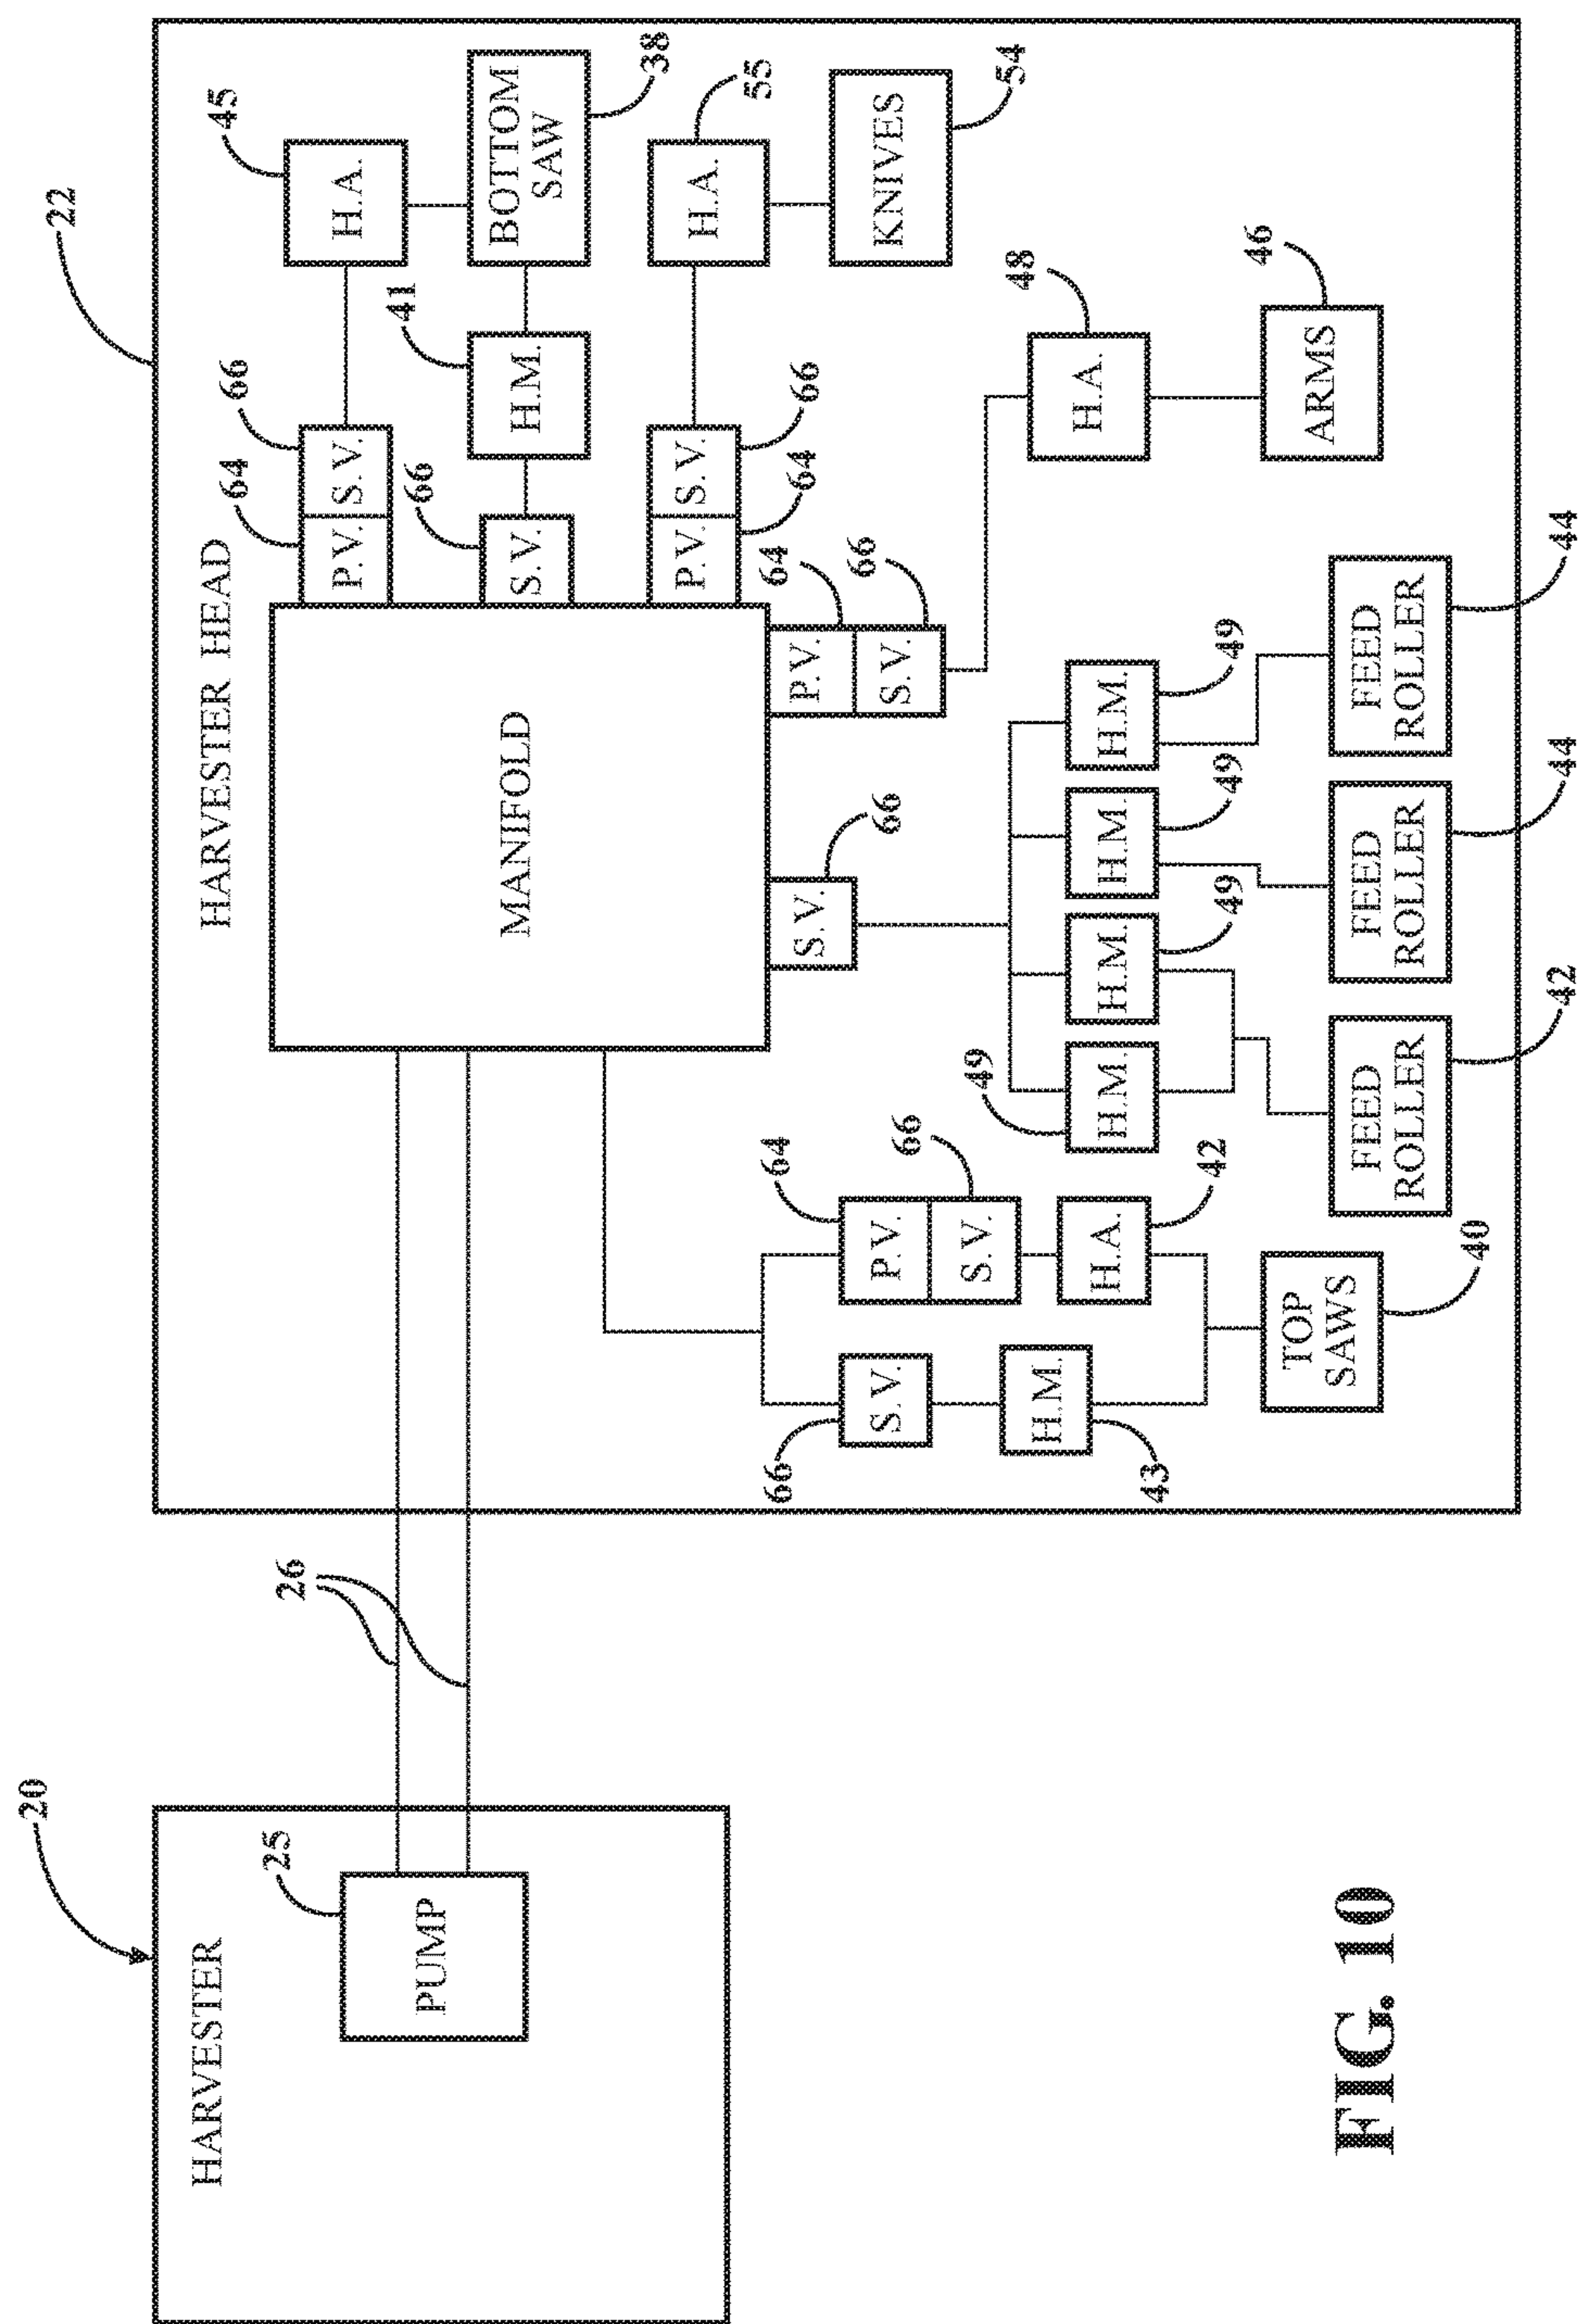 20
HARVESTER
25
PUMP
26
22
HARVESTER HEAD
MANIFOLD
64
66
45
P.V.
S.V.
H.A.
66
41
S.V.
H.M.
BOTTOM
SAW
38
P.V.
S.V.
H.A.
64
66
55
KNIVES
54
64
66
P.V.
S.V.
48
H.A.
46
ARMS
S.V.
66
49
49
49
49
H.M.
H.M.
H.M.
H.M.
FEED
ROLLER
FEED
ROLLER
FEED
ROLLER
42
44
44
64
66
66
S.V.
P.V.
S.V.
H.M.
H.A.
43
42
TOP
SAWS
40
FIG. 10